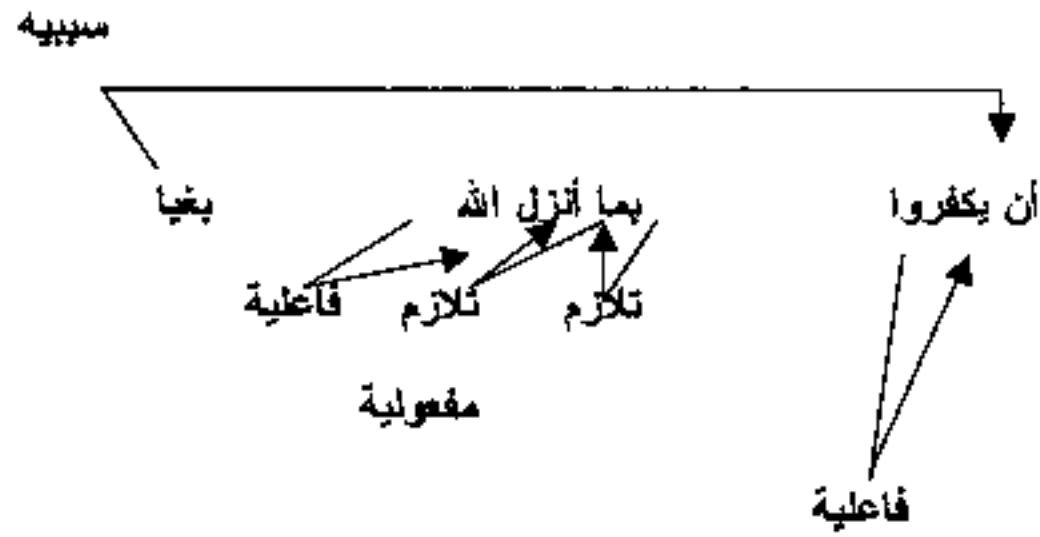 سببيه
أن يكفروا بما أنزل الله بغيا
تلازم تلازم فاعلية
مفعولية
فاعلية